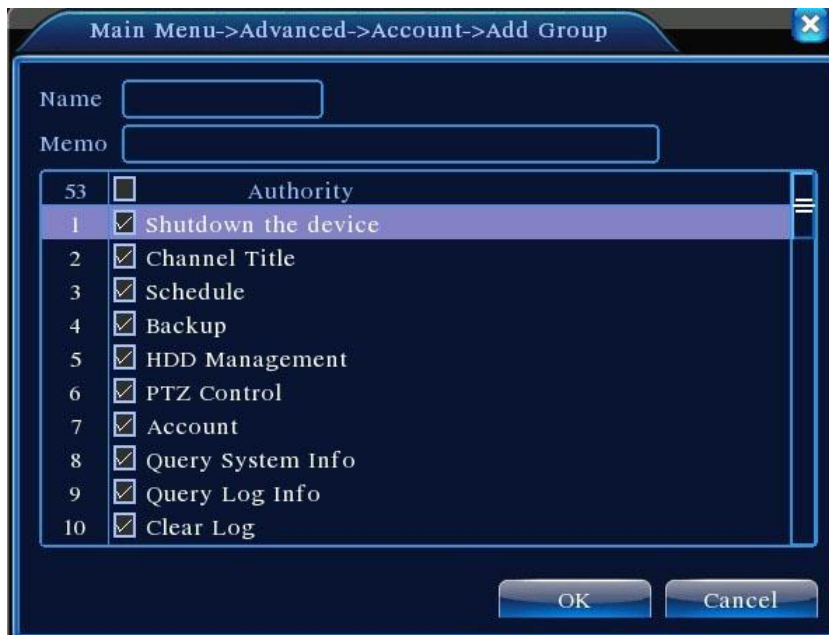 Main Menu->Advanced->Account->Add Group
Name
Memo
53 Authority
1 Shutdown the device
2 Channel Title
3 Schedule
4 Backup
5 HDD Management
6 PTZ Control
7 Account
8 Query System Info
9 Query Log Info
10 Clear Log
OK Cancel